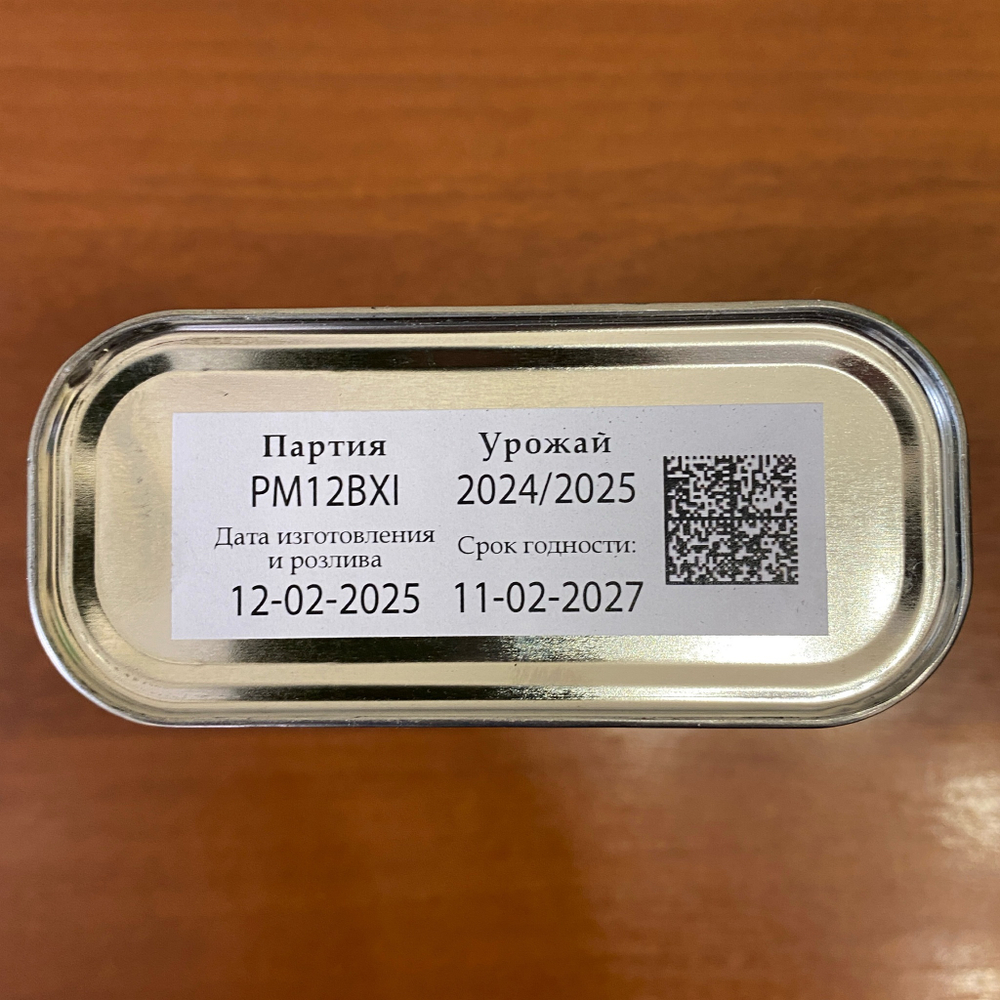 Партия
PM12BXI
Дата изготовления
и розлива
12-02-2025
Урожай
2024/2025
Срок годности:
11-02-2027